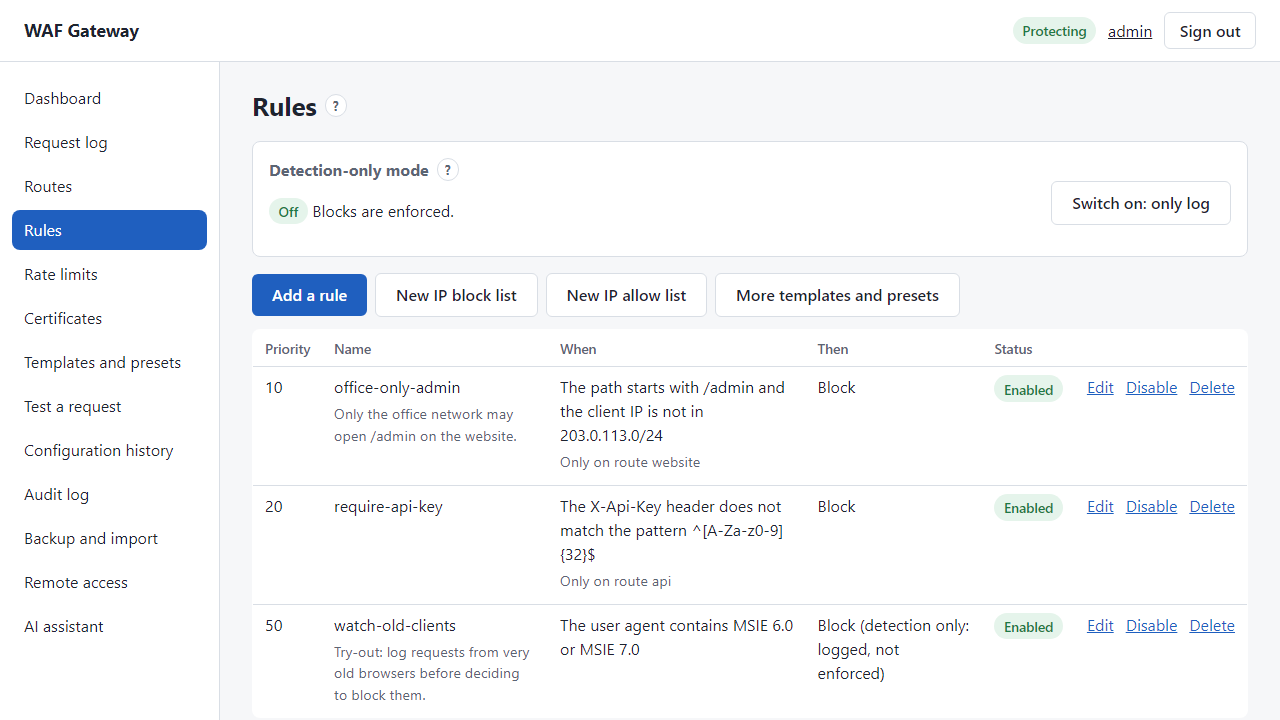 WAF Gateway
Protecting
admin
Sign out
Dashboard
Request log
Routes
Rules
Rate limits
Certificates
Templates and presets
Test a request
Configuration history
Audit log
Backup and import
Remote access
AI assistant
Rules ?
Detection-only mode ?
Off Blocks are enforced.
Switch on: only log
Add a rule
New IP block list
New IP allow list
More templates and presets
Priority Name When Then Status
10 office-only-admin The path starts with /admin and Block Enabled Edit Disable Delete
Only the office network may the client IP is not in
open /admin on the website. 203.0.113.0/24
Only on route website
20 require-api-key The X-Api-Key header does not Block Enabled Edit Disable Delete
match the pattern ^[A-Za-z0-9]
{32}$
Only on route api
50 watch-old-clients The user agent contains MSIE 6.0 Block (detection only: Enabled Edit Disable Delete
Try-out: log requests from very or MSIE 7.0 logged, not
old browsers before deciding enforced)
to block them.